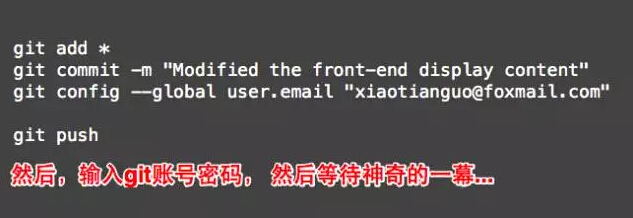 git add *
git commit -m "Modified the front-end display content"
git config --global user.email "xiaotianguo@foxmail.com"
git push
然后，输入git账号密码， 然后等待神奇的一幕...